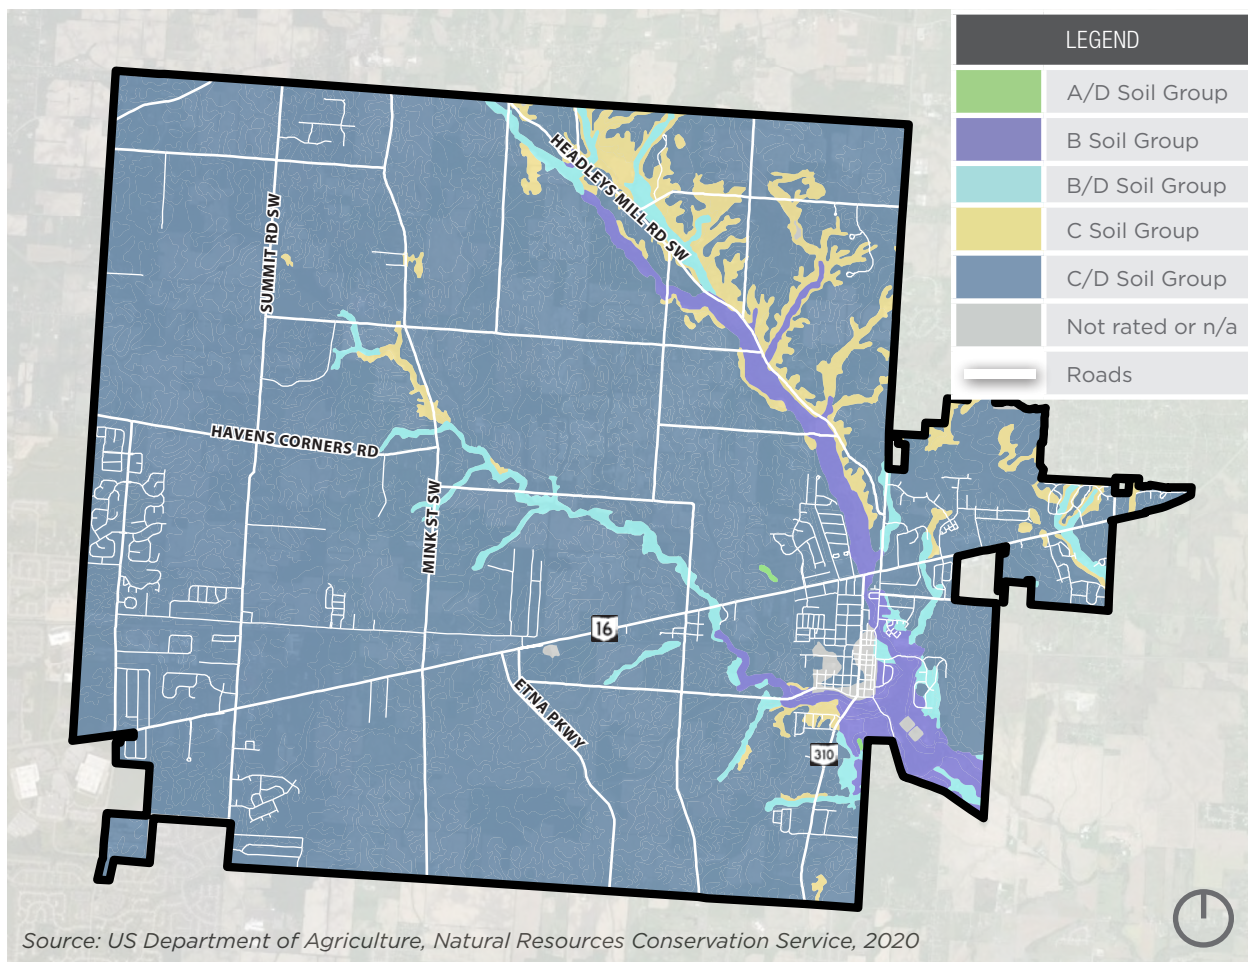 LEGEND
A/D Soil Group
B Soil Group
B/D Soil Group
C Soil Group
C/D Soil Group
Not rated or n/a
Roads
HEADLEYS MILL RD SW
SUMMIT RD SW
HAVENS CORNERS RD
MINK ST SW
16
ETNA PKWY
310
Source: US Department of Agriculture, Natural Resources Conservation Service, 2020